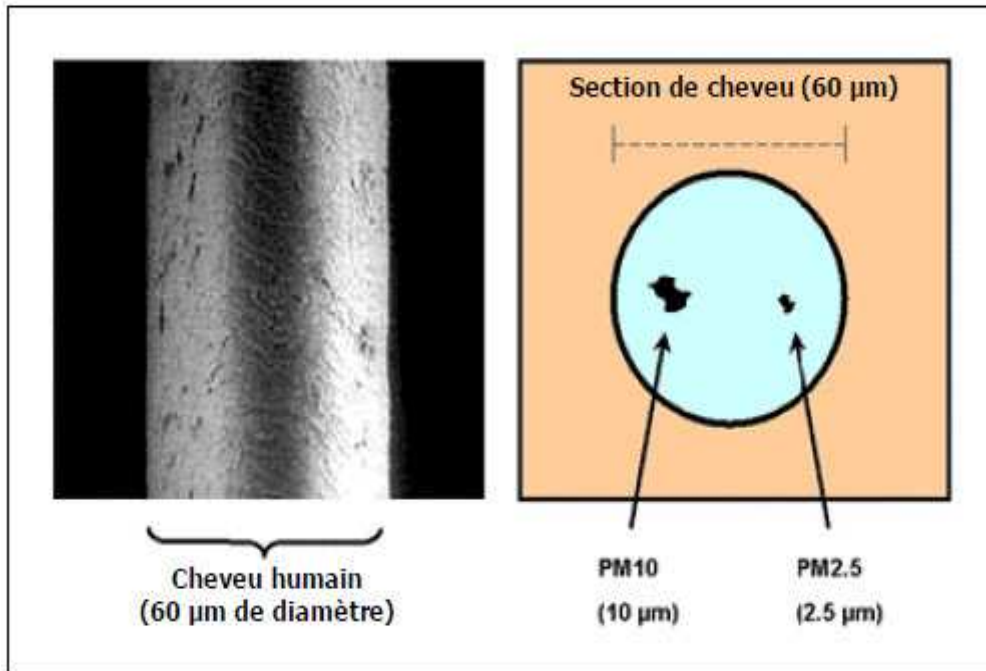 Section de cheveu (60 µm)
Cheveu humain
(60 µm de diamètre)
PM10
(10 µm)
PM2.5
(2.5 µm)